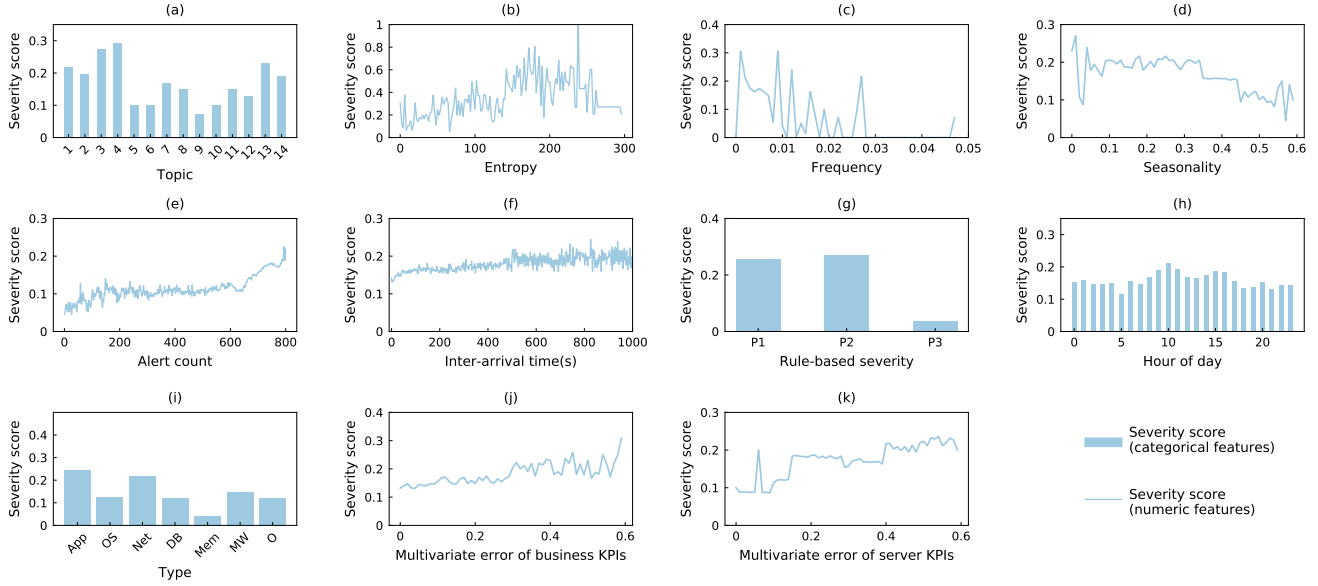 (a)
Severity score
0.3
0.2
0.1
0
1 2 3 4 5 6 7 8 9 10 11 12 13 14
Topic
(b)
Severity score
1
0.8
0.6
0.4
0.2
0
0 100 200 300
Entropy
(c)
Severity score
0.4
0.3
0.2
0.1
0
0 0.01 0.02 0.03 0.04 0.05
Frequency
(d)
Severity score
0.3
0.2
0.1
0
0 0.1 0.2 0.3 0.4 0.5 0.6
Seasonality
(e)
Severity score
0.3
0.2
0.1
0
0 200 400 600 800
Alert count
(f)
Severity score
0.3
0.2
0.1
0
0 200 400 600 800 1000
Inter-arrival time(s)
(g)
Severity score
0.4
0.2
0
P1 P2 P3
Rule-based severity
(h)
Severity score
0.3
0.2
0.1
0
0 5 10 15 20
Hour of day
(i)
Severity score
0.4
0.3
0.2
0.1
0
App OS Net DB Mem MW O
Type
(j)
Severity score
0.4
0.3
0.2
0.1
0
0 0.2 0.4 0.6
Multivariate error of business KPIs
(k)
Severity score
0.3
0.2
0.1
0
0 0.2 0.4 0.6
Multivariate error of server KPIs
Severity score
(categorical features)
Severity score
(numeric features)